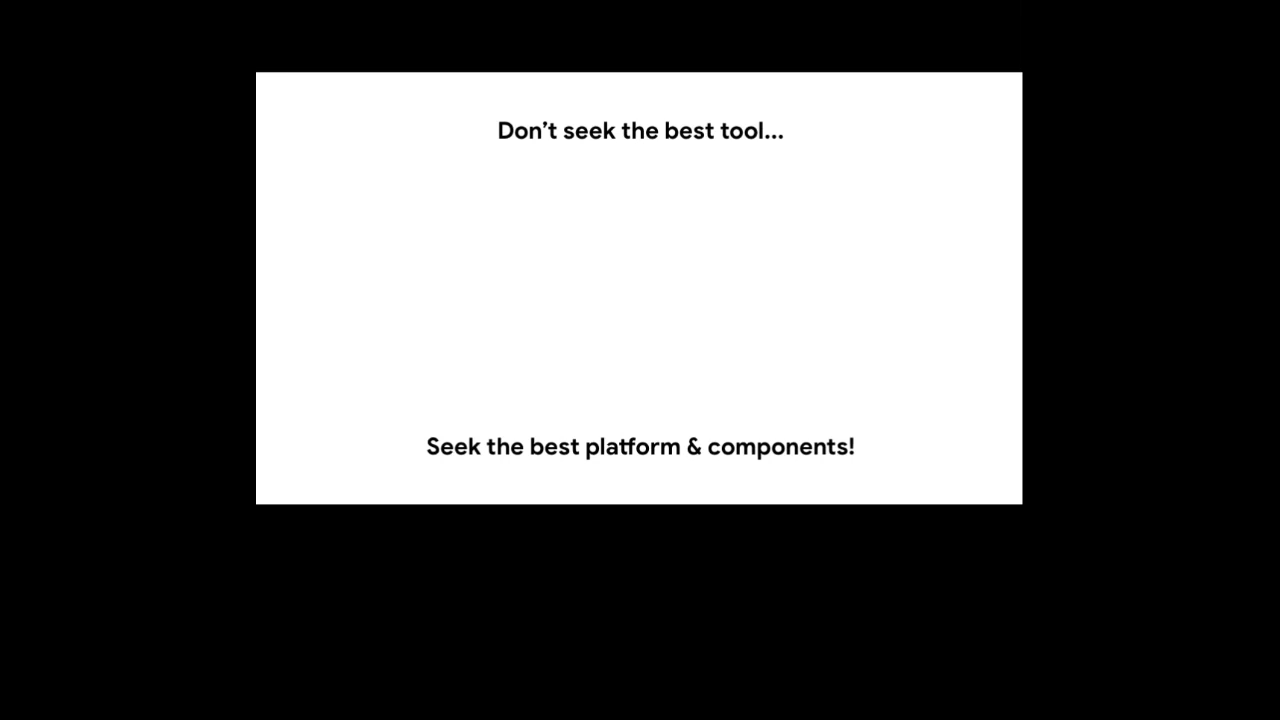 Don’t seek the best tool...
Seek the best platform & components!